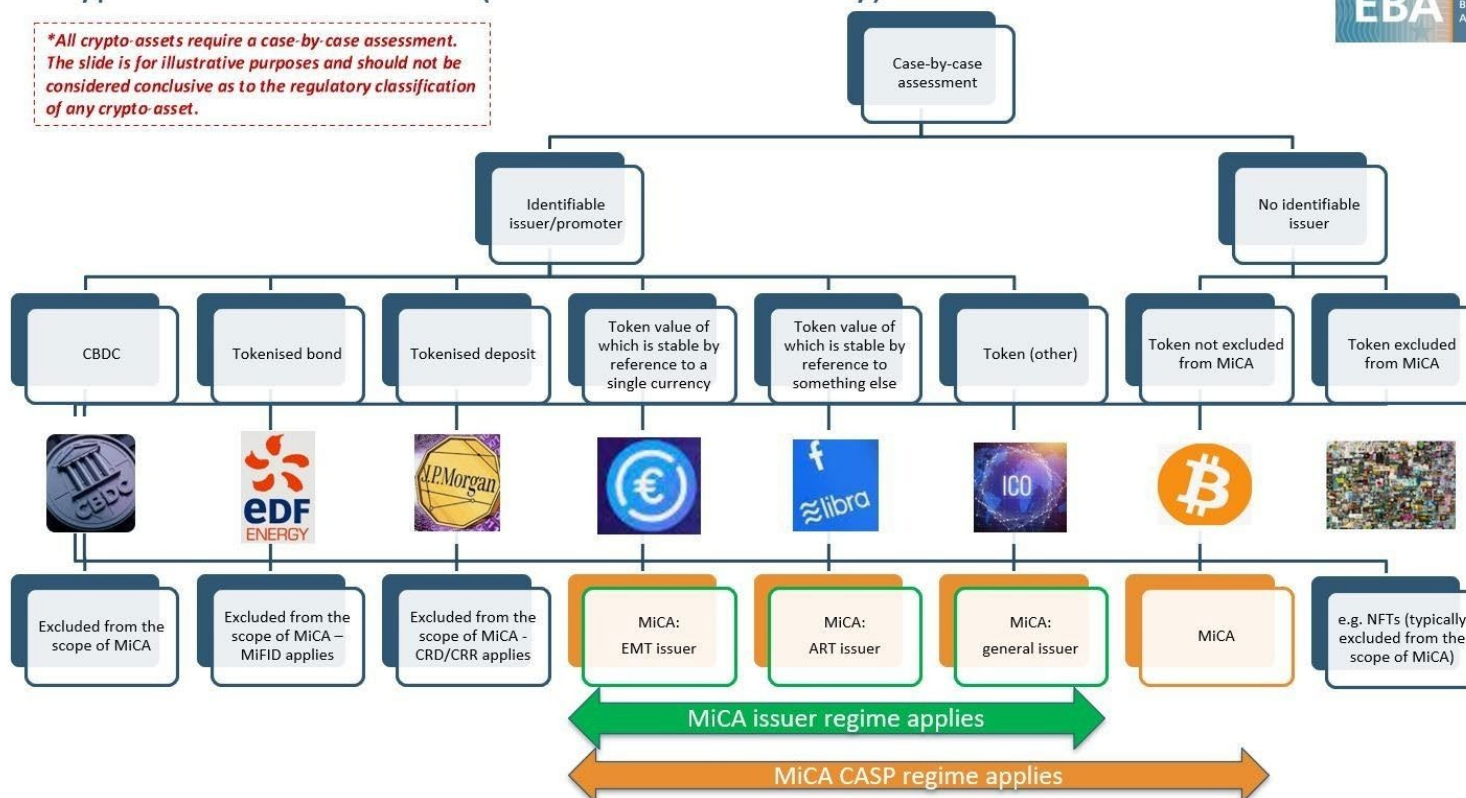 *All crypto-assets require a case-by-case assessment.
The slide is for illustrative purposes and should not be
considered conclusive as to the regulatory classification
of any crypto-asset.
EBA
Case-by-case
assessment
Identifiable
issuer/promoter
No identifiable
issuer
CBDC
Tokenised bond
Tokenised deposit
Token value of
which is stable by
reference to a
single currency
Token value of
which is stable by
reference to
something else
Token (other)
Token not excluded
from MiCA
Token excluded
from MiCA
CBDC
eDF
ENERGY
J.P.Morgan
€
f
libra
ICO
₿
Excluded from the
scope of MiCA
Excluded from the
scope of MiCA –
MiFID applies
Excluded from the
scope of MiCA -
CRD/CRR applies
MiCA:
EMT issuer
MiCA:
ART issuer
MiCA:
general issuer
MiCA
e.g. NFTs (typically
excluded from the
scope of MiCA)
MiCA issuer regime applies
MiCA CASP regime applies